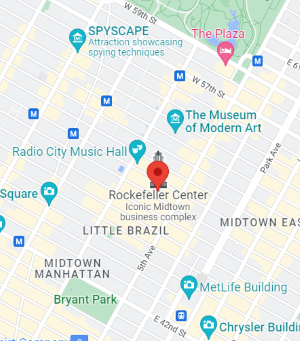 W 59th St
SPYSCAPE
Attraction showcasing
spying techniques
The Plaza
M
E 6
M
W 57th St
M
The Museum
of Modern Art
M
M
Radio City Music Hall
Park Ave
Rockefeller Center
Iconic Midtown
business complex
Square
M
MIDTOWN EAS
LITTLE BRAZIL
M
5th Ave
MIDTOWN
MANHATTAN
MetLife Building
Bryant Park
E 42nd St
Chrysler Building